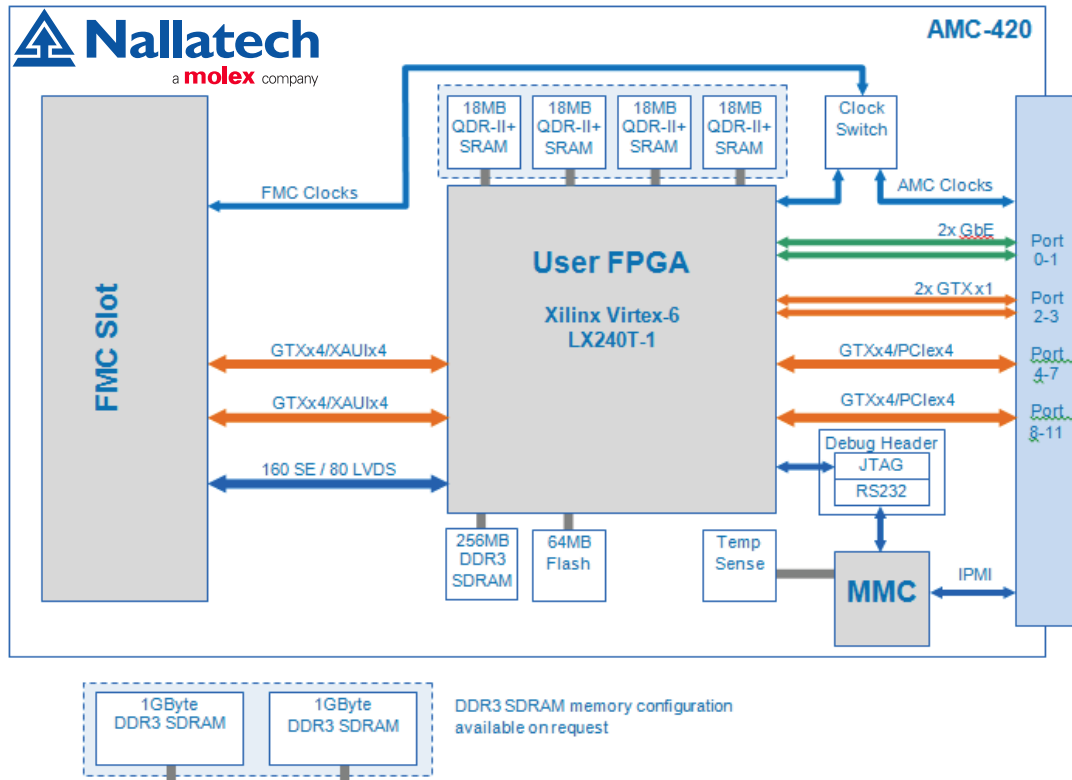 Nallatech
a molex company
AMC-420
18MB
QDR-II+
SRAM
18MB
QDR-II+
SRAM
18MB
QDR-II+
SRAM
18MB
QDR-II+
SRAM
Clock
Switch
FMC Clocks
AMC Clocks
FMC Slot
User FPGA
Xilinx Virtex-6
LX240T-1
2x GbE
Port
0-1
2x GTX x1
Port
2-3
GTXx4/XAUIx4
GTXx4/PCIex4
Port
4-7
GTXx4/XAUIx4
GTXx4/PCIex4
Port
8-11
160 SE / 80 LVDS
Debug Header
JTAG
RS232
256MB
DDR3
SDRAM
64MB
Flash
Temp
Sense
MMC
IPMI
1GByte
DDR3 SDRAM
1GByte
DDR3 SDRAM
DDR3 SDRAM memory configuration
available on request